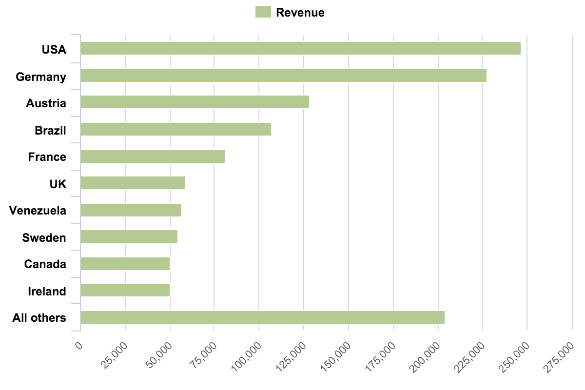 Revenue
USA
Germany
Austria
Brazil
France
UK
Venezuela
Sweden
Canada
Ireland
All others
0
25,000
50,000
75,000
100,000
125,000
150,000
175,000
200,000
225,000
250,000
275,000